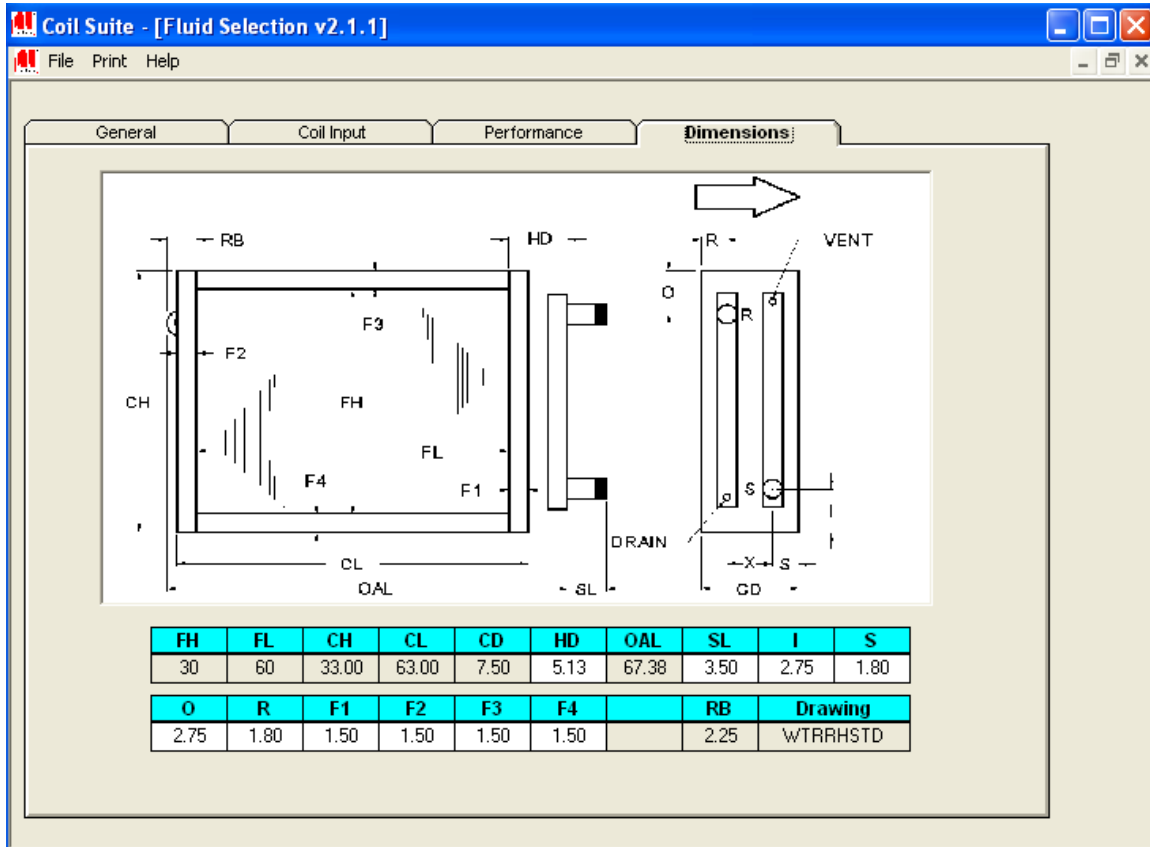 Coil Suite - [Fluid Selection v2.1.1]
File Print Help
General Coil Input Performance Dimensions
RB HD R VENT
O
F3 R
F2
CH FH
FL
F4 F1 S
I
DRAIN
CL X S
OAL SL CD
FH FL CH CL CD HD OAL SL I S
30 60 33.00 63.00 7.50 5.13 67.38 3.50 2.75 1.80
O R F1 F2 F3 F4 RB Drawing
2.75 1.80 1.50 1.50 1.50 1.50 2.25 WTRRHSTD